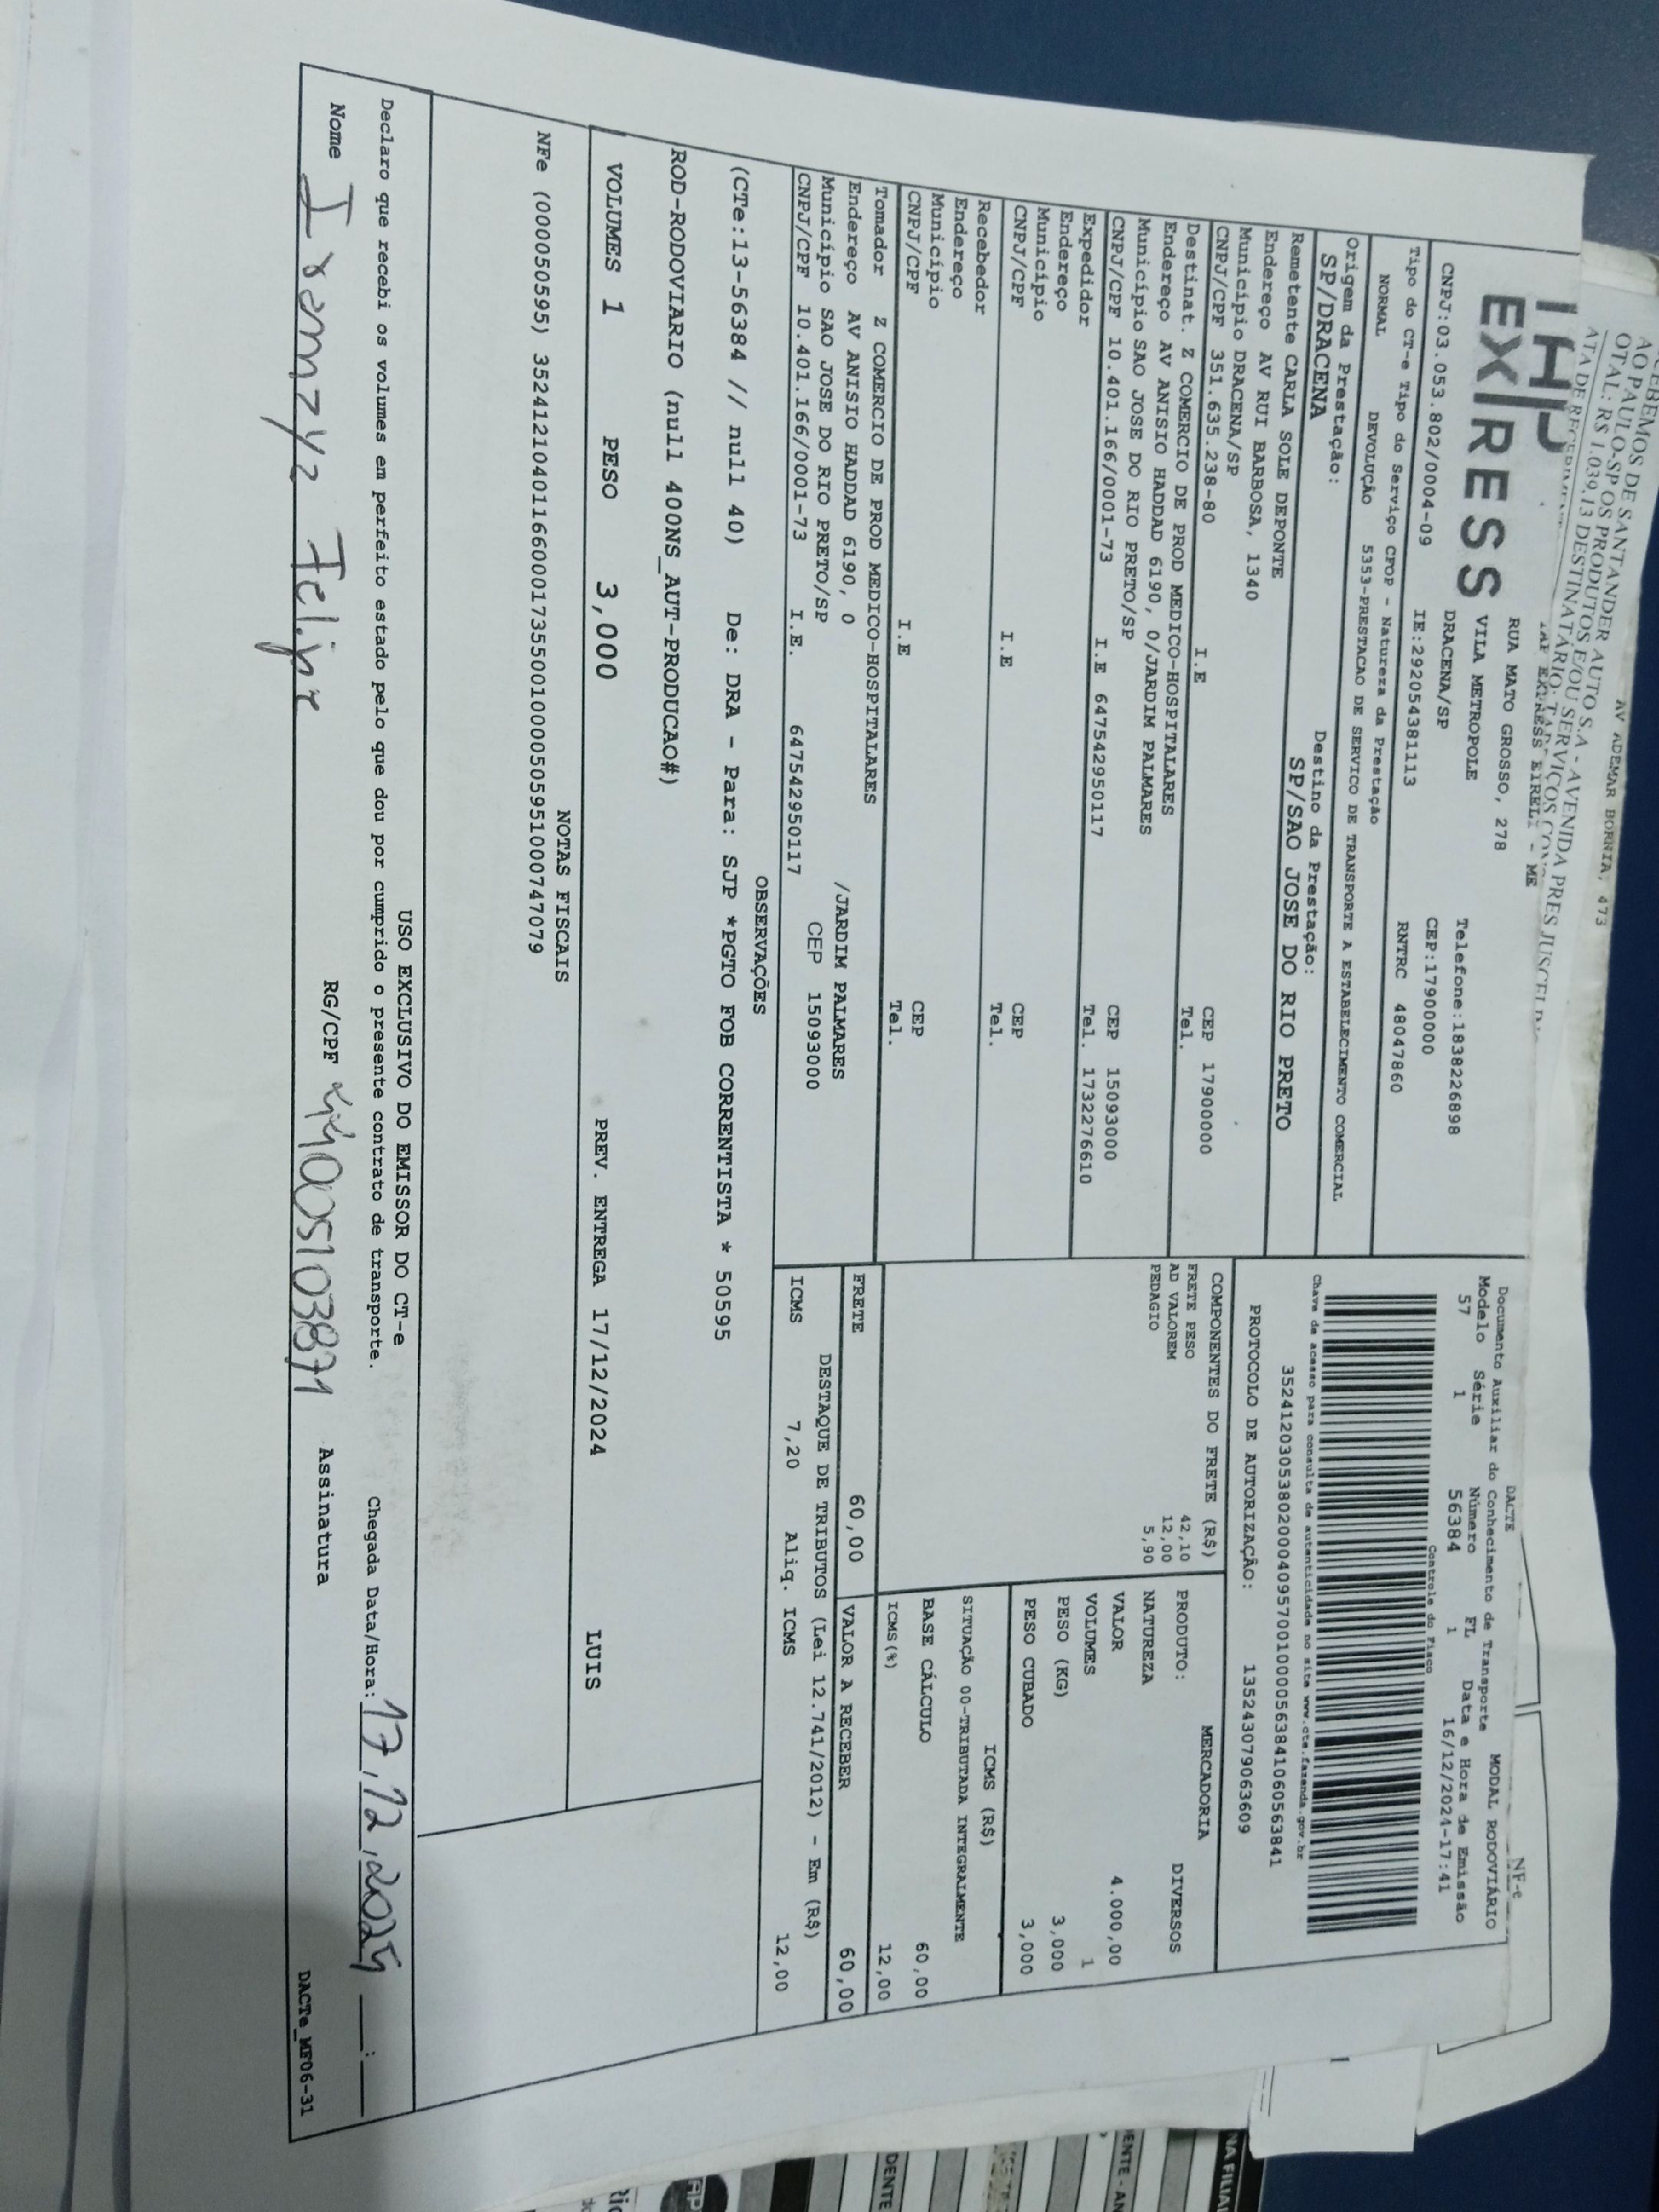 AO PAULO-SP OS PRODUTOS E/OU SERVIÇOS
AV ADEMAR BORNIA, 473
EXPRESS EIRELI - ME
EXPRESS
RUA MATO GROSSO, 278
VILA METROPOLE
Telefone:1838226898
DRACENA/SP
CEP:17900000
CNPJ:03.053.802/0004-09
IE:292054381113
RNTRC 48047860
Tipo do CT-e Tipo do Serviço CFOP - Natureza da Prestação
NORMAL DEVOLUÇÃO 5353-PRESTACAO DE SERVICO DE TRANSPORTE A ESTABELECIMENTO COMERCIAL
Origem da Prestação: Destino da Prestação:
SP/DRACENA SP/SAO JOSE DO RIO PRETO
NF-e
DACTE
Documento Auxiliar do Conhecimento de Transporte MODAL RODOVIÁRIO
Modelo Série Número FL Data e Hora de Emissão
57 1 56384 1 16/12/2024-17:41
Controle do Fisco
Chave de acesso para consulta de autenticidade no site www.cte.fazenda.gov.br
35241203053802000409570010000563841060563841
PROTOCOLO DE AUTORIZAÇÃO: 135243079063609
Remetente CARLA SOLE DEPONTE
Endereço AV RUI BARBOSA, 1340
Município DRACENA/SP CEP 17900000
CNPJ/CPF 351.635.238-80 I.E Tel.
Destinat. Z COMERCIO DE PROD MEDICO-HOSPITALARES
Endereço AV ANISIO HADDAD 6190, 0/JARDIM PALMARES
Município SAO JOSE DO RIO PRETO/SP CEP 15093000
CNPJ/CPF 10.401.166/0001-73 I.E 647542950117 Tel. 1732276610
Expedidor
Endereço
Município CEP
CNPJ/CPF I.E Tel.
Recebedor
Endereço
Município CEP
CNPJ/CPF I.E Tel.
Tomador Z COMERCIO DE PROD MEDICO-HOSPITALARES
Endereço AV ANISIO HADDAD 6190, 0 /JARDIM PALMARES
Município SAO JOSE DO RIO PRETO/SP CEP 15093000
CNPJ/CPF 10.401.166/0001-73 I.E. 647542950117
COMPONENTES DO FRETE (R$)
FRETE PESO 42,10
AD VALOREM 12,00
PEDAGIO 5,90
MERCADORIA
PRODUTO: DIVERSOS
NATUREZA
VALOR 4.000,00
VOLUMES 1
PESO (KG) 3,000
PESO CUBADO 3,000
ICMS (R$)
SITUAÇÃO 00-TRIBUTADA INTEGRALMENTE
BASE CÁLCULO 60,00
ICMS(%) 12,00
FRETE 60,00 VALOR A RECEBER 60,00
DESTAQUE DE TRIBUTOS (Lei 12.741/2012) - Em (R$)
ICMS 7,20 Aliq. ICMS 12,00
OBSERVAÇÕES
(CTe:13-56384 // null 40) De: DRA - Para: SJP *PGTO FOB CORRENTISTA * 50595
ROD-RODOVIARIO (null 400NS_AUT-PRODUCAO#)
VOLUMES 1 PESO 3,000 PREV. ENTREGA 17/12/2024 LUIS
NOTAS FISCAIS
NFe (000050595) 35241210401166000173550010000505951000747079
USO EXCLUSIVO DO EMISSOR DO CT-e
Declaro que recebi os volumes em perfeito estado pelo que dou por cumprido o presente contrato de transporte. Chegada Data/Hora: 17,12,2024 __:__
Nome Felipe RG/CPF 44005103871 Assinatura
DACTe_MF06-31